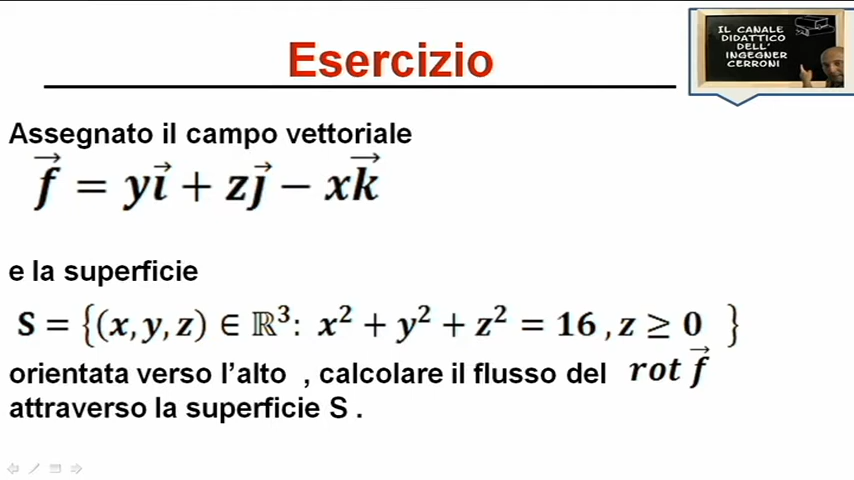 Esercizio
IL CANALE
DIDATTICO
DELL'
INGEGNER
CERRONI
Assegnato il campo vettoriale
f⃗ = yi⃗ + zj⃗ − xk⃗
e la superficie
S = {(x, y, z) ∈ ℝ³: x² + y² + z² = 16 , z ≥ 0 }
orientata verso l'alto , calcolare il flusso del rot f⃗
attraverso la superficie S .